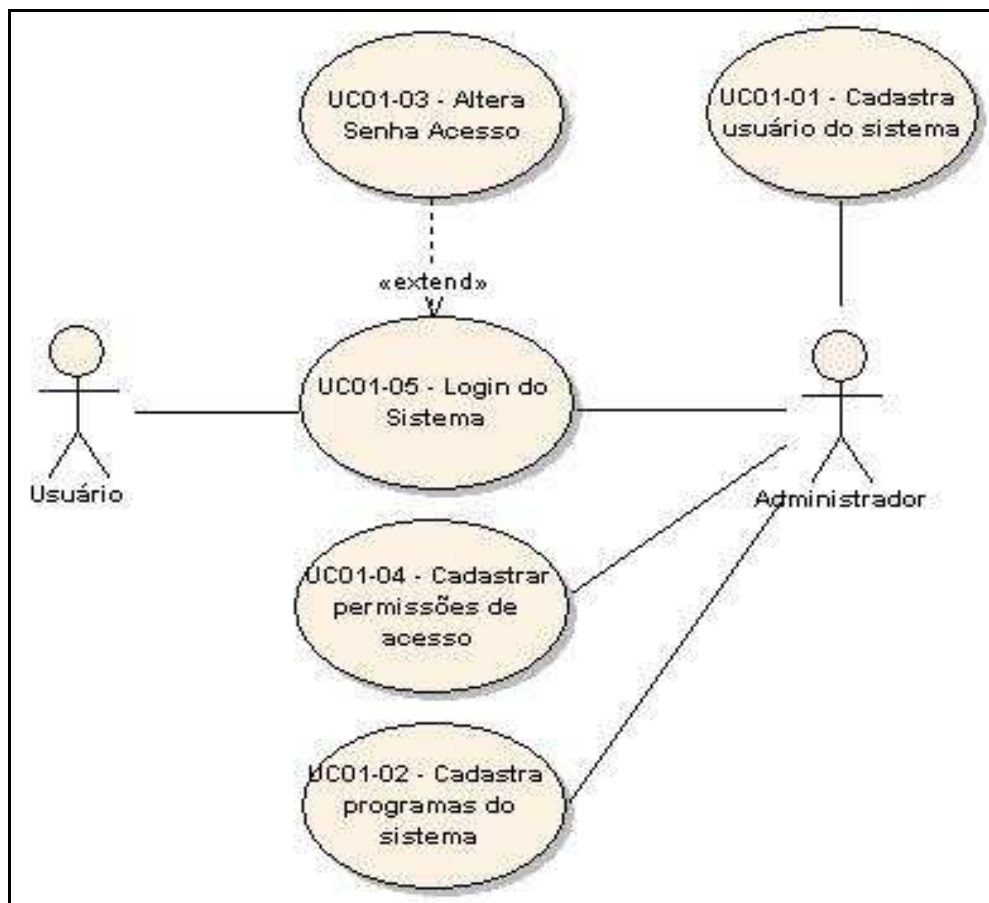 UC01-03 - Altera
Senha Acesso
UC01-01 - Cadastra
usuário do sistema
«extend»
UC01-05 - Login do
Sistema
Usuário
Administrador
UC01-04 - Cadastrar
permissões de
acesso
UC01-02 - Cadastra
programas do
sistema